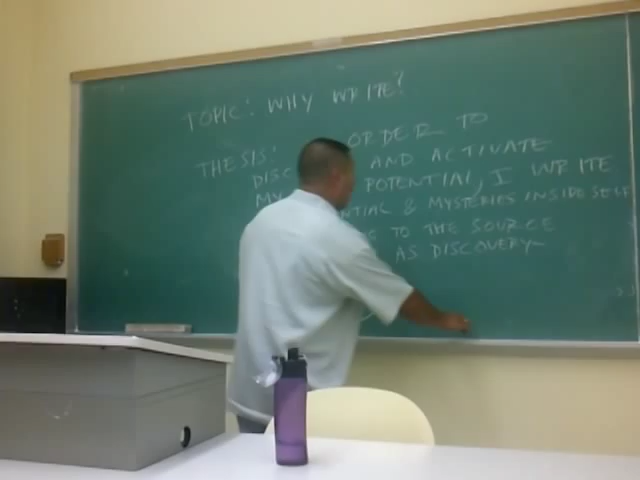 TOPIC: WHY WRITE?
THESIS: ORDER TO
DISC AND ACTIVATE
MY POTENTIAL, I WRITE
NTIAL & MYSTERIES INSIDE SELF
TO THE SOURCE
AS DISCOVERY